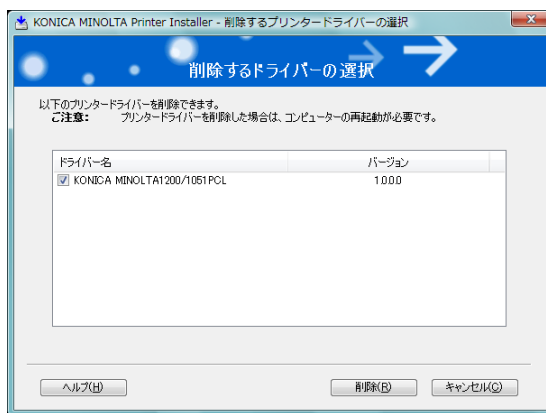 KONICA MINOLTA Printer Installer - 削除するプリンタードライバーの選択
削除するドライバーの選択
以下のプリンタードライバーを削除できます。
ご注意: プリンタードライバーを削除した場合は、コンピューターの再起動が必要です。
ドライバー名 バージョン
KONICA MINOLTA1200/1051PCL 1.0.0.0
ヘルプ(H) 削除(R) キャンセル(C)